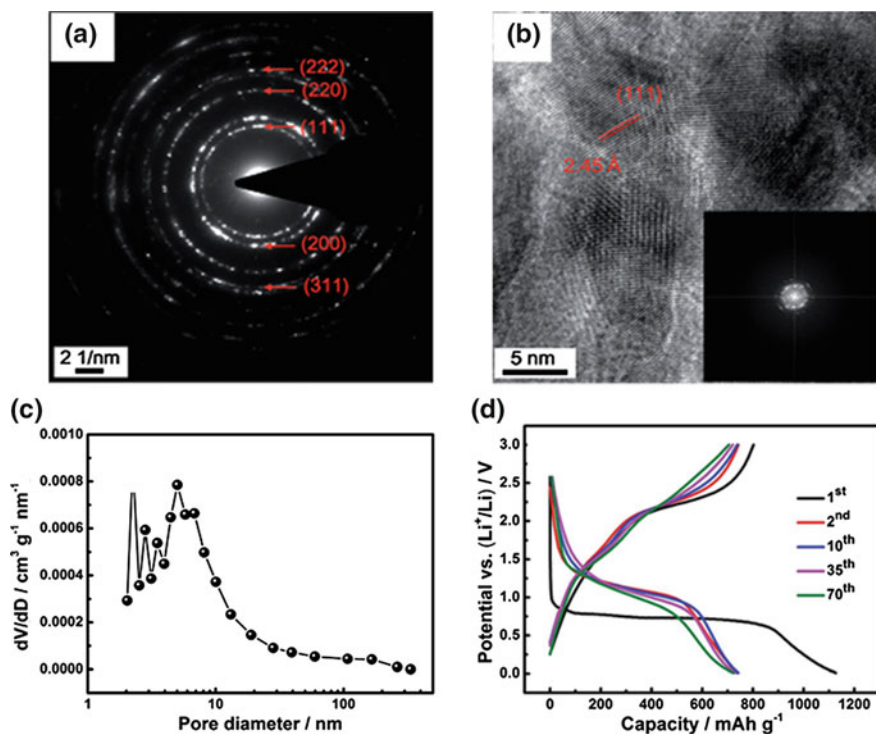 (a)
(222)
(220)
(111)
(200)
(311)
2 1/nm
(b)
(111)
2.45 Å
5 nm
(c)
0.0010
0.0008
0.0006
0.0004
0.0002
0.0000
dV/dD / cm³ g⁻¹ nm⁻¹
1
10
100
Pore diameter / nm
(d)
3.0
2.5
2.0
1.5
1.0
0.5
0.0
Potential vs. (Li⁺/Li) / V
1st
2nd
10th
35th
70th
0
200
400
600
800
1000
1200
Capacity / mAh g⁻¹